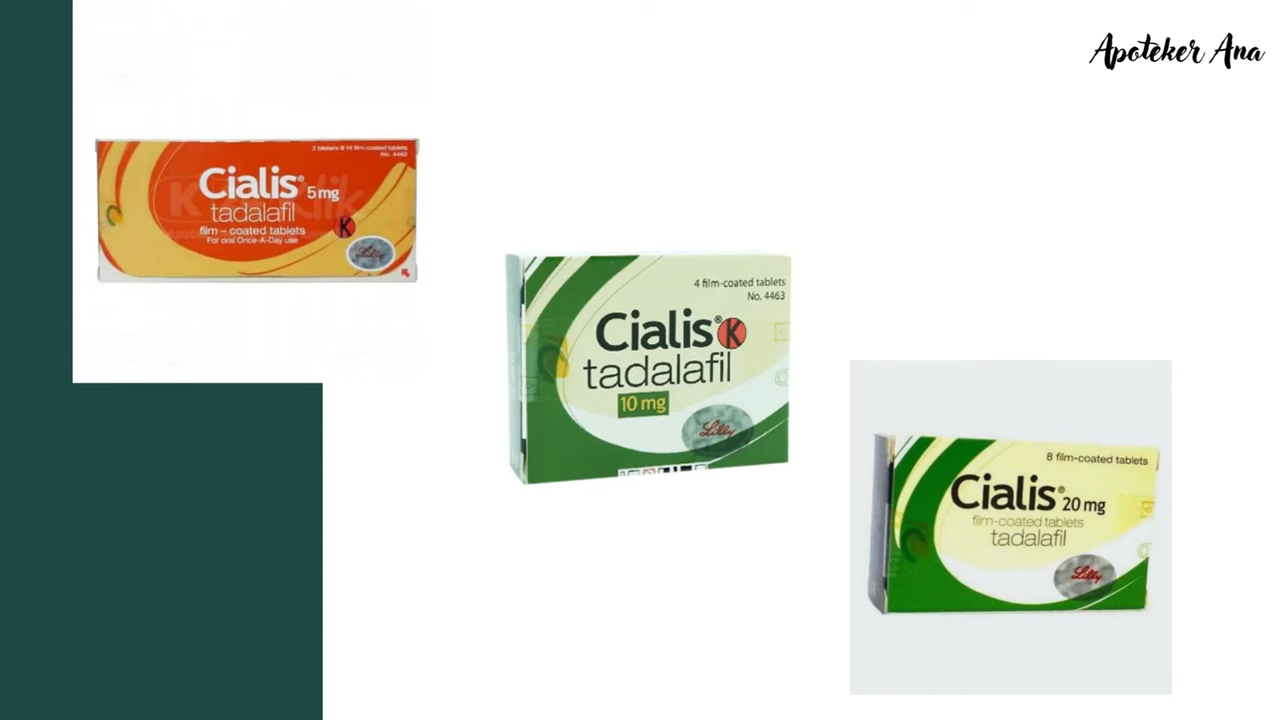 Apoteker Ana
2 blisters @ 14 film-coated tablets
No. 4462
Cialis® 5 mg
tadalafil
film – coated tablets
For oral Once-A-Day use
K
Lilly
4 film-coated tablets
No. 4463
Cialis® K
tadalafil
10 mg
Lilly
8 film-coated tablets
Cialis® 20 mg
film-coated tablets
tadalafil
Lilly